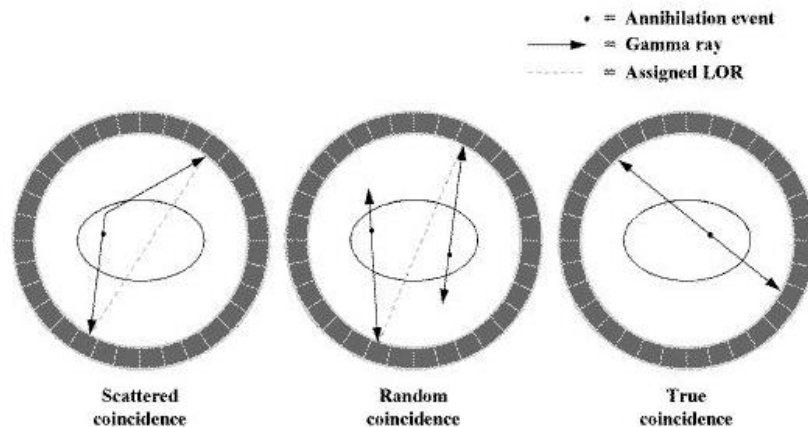 • = Annihilation event
= Gamma ray
= Assigned LOR
Scattered
coincidence
Random
coincidence
True
coincidence